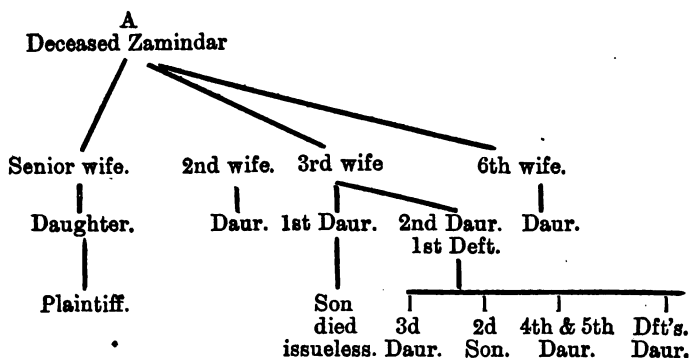 A
Deceased Zamindar
Senior wife. 2nd wife. 3rd wife 6th wife.
Daughter. Daur. 1st Daur. 2nd Daur. Daur.
1st Deft.
Plaintiff. Son 3d 2d 4th & 5th Dft's.
died Daur. Son. Daur. Daur.
issueless.